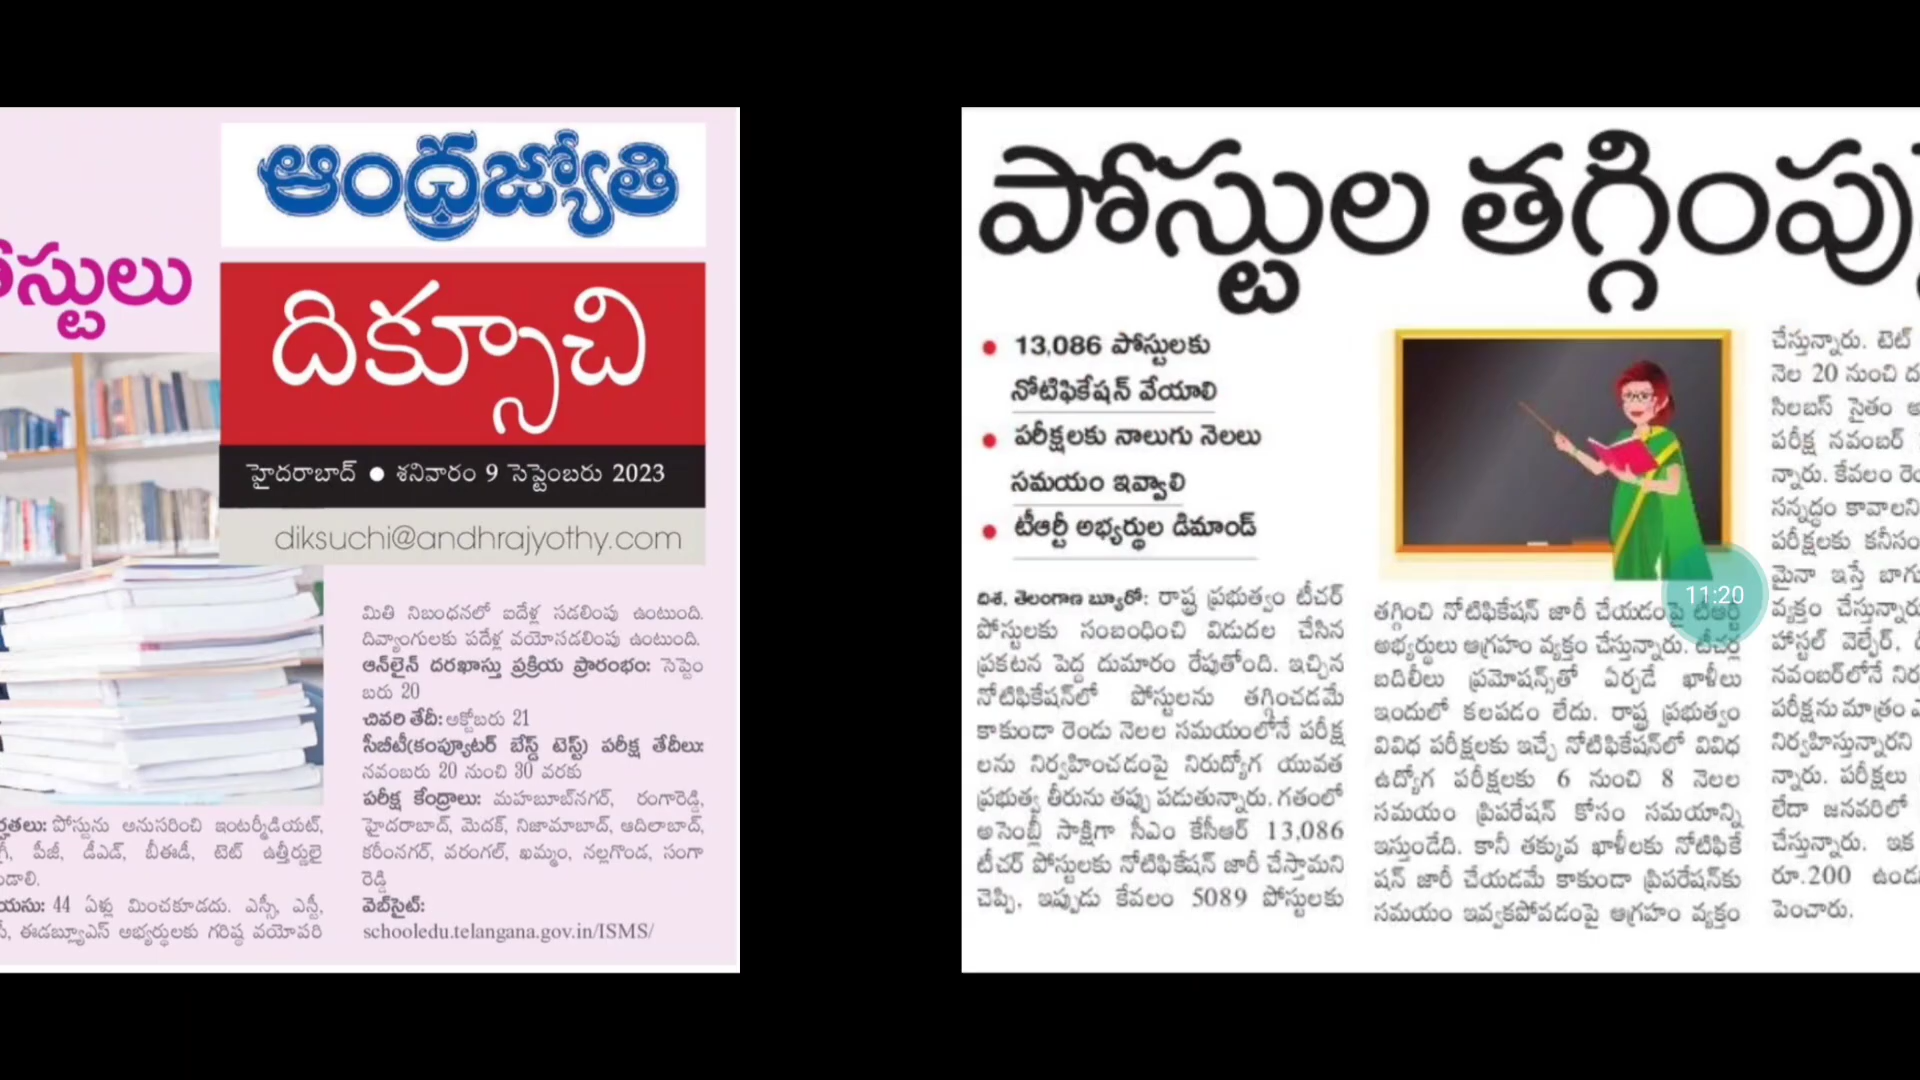 ఆంధ్రజ్యోతి
దిక్సూచి
హైదరాబాద్ ● శనివారం 9 సెప్టెంబరు 2023
diksuchi@andhrajyothy.com
మితి నిబంధనలో ఐదేళ్ల సడలింపు ఉంటుంది.
దివ్యాంగులకు పదేళ్ల వయోసడలింపు ఉంటుంది.
ఆన్‌లైన్ దరఖాస్తు ప్రక్రియ ప్రారంభం: సెప్టెం
బరు 20
చివరి తేదీ: అక్టోబరు 21
సీబీటీ(కంప్యూటర్ బేస్డ్ టెస్ట్) పరీక్ష తేదీలు:
నవంబరు 20 నుంచి 30 వరకు
పరీక్ష కేంద్రాలు: మహబూబ్‌నగర్, రంగారెడ్డి,
హైదరాబాద్, మెదక్, నిజామాబాద్, ఆదిలాబాద్,
కరీంనగర్, వరంగల్, ఖమ్మం, నల్లగొండ, సంగా
రెడ్డి
వెబ్‌సైట్:
schooledu.telangana.gov.in/ISMS/
పోస్టును అనుసరించి ఇంటర్మీడియట్,
పీజీ, డీఎడ్, బీఈడీ, టెట్ ఉత్తీర్ణులై
44 ఏళ్లు మించకూడదు. ఎస్సీ, ఎస్టీ,
ఈడబ్ల్యూఎస్ అభ్యర్థులకు గరిష్ఠ వయోపరి
పోస్టుల తగ్గింపు
● 13,086 పోస్టులకు
నోటిఫికేషన్ వేయాలి
● పరీక్షలకు నాలుగు నెలలు
సమయం ఇవ్వాలి
● టీఆర్టీ అభ్యర్థుల డిమాండ్
దిశ, తెలంగాణ బ్యూరో: రాష్ట్ర ప్రభుత్వం టీచర్
పోస్టులకు సంబంధించి విడుదల చేసిన
ప్రకటన పెద్ద దుమారం రేపుతోంది. ఇచ్చిన
నోటిఫికేషన్‌లో పోస్టులను తగ్గించడమే
కాకుండా రెండు నెలల సమయంలోనే పరీక్ష
లను నిర్వహించడంపై నిరుద్యోగ యువత
ప్రభుత్వ తీరును తప్పు పడుతున్నారు. గతంలో
అసెంబ్లీ సాక్షిగా సీఎం కేసీఆర్ 13,086
టీచర్ పోస్టులకు నోటిఫికేషన్ జారీ చేస్తామని
చెప్పి, ఇప్పుడు కేవలం 5089 పోస్టులకు
తగ్గించి నోటిఫికేషన్ జారీ చేయడంపై టీఆర్టీ
అభ్యర్థులు ఆగ్రహం వ్యక్తం చేస్తున్నారు. టీచర్ల
బదిలీలు ప్రమోషన్స్‌తో ఏర్పడే ఖాళీలు
ఇందులో కలపడం లేదు. రాష్ట్ర ప్రభుత్వం
వివిధ పరీక్షలకు ఇచ్చే నోటిఫికేషన్‌లో వివిధ
ఉద్యోగ పరీక్షలకు 6 నుంచి 8 నెలల
సమయం ప్రిపరేషన్ కోసం సమయాన్ని
ఇస్తుండేది. కానీ తక్కువ ఖాళీలకు నోటిఫికే
షన్ జారీ చేయడమే కాకుండా ప్రిపరేషన్‌కు
సమయం ఇవ్వకపోవడంపై ఆగ్రహం వ్యక్తం
11:20
చేస్తున్నారు. టెట్
నెల 20 నుంచి
సిలబస్ సైతం
పరీక్ష నవంబర్
న్నారు. కేవలం
సన్నద్ధం కావాలని
పరీక్షలకు
మైనా ఇస్తే
వ్యక్తం చేస్తున్నారు
హాస్టల్ వెల్ఫేర్,
నవంబర్‌లోనే
పరీక్షను మాత్రం
నిర్వహిస్తున్నారని
న్నారు. పరీక్షలు
లేదా జనవరిలో
చేస్తున్నారు. ఇక
రూ.200
పెంచారు.